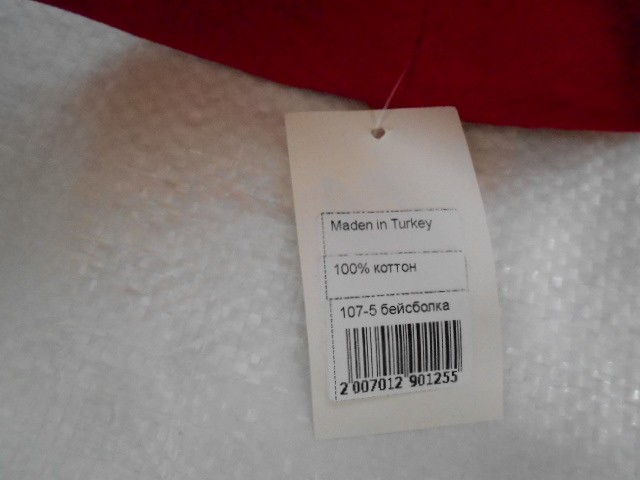 Maden in Turkey
100% коттон
107-5 бейсболка
2 007012 901255